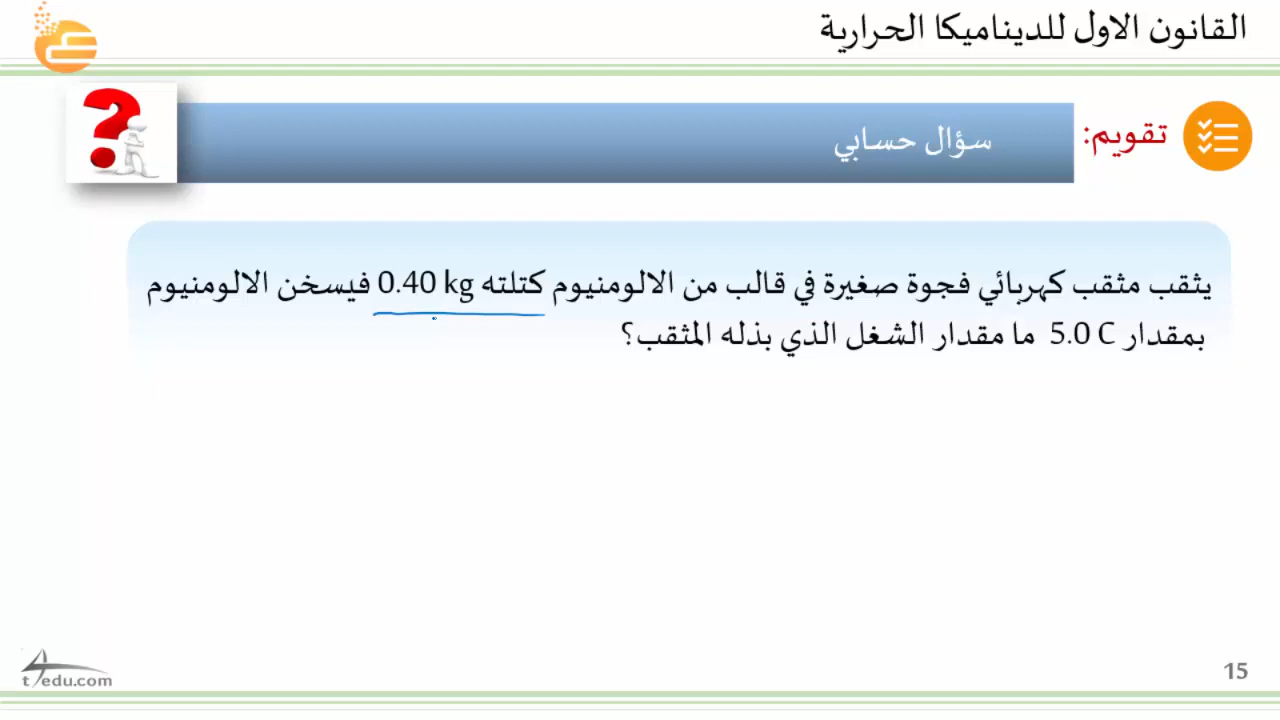 القانون الاول للديناميكا الحرارية
تقويم:
سؤال حسابي
يثقب مثقب كهربائي فجوة صغيرة في قالب من الالومنيوم كتلته 0.40 kg فيسخن الالومنيوم
بمقدار 5.0 C ما مقدار الشغل الذي بذله المثقب؟
t4edu.com
15